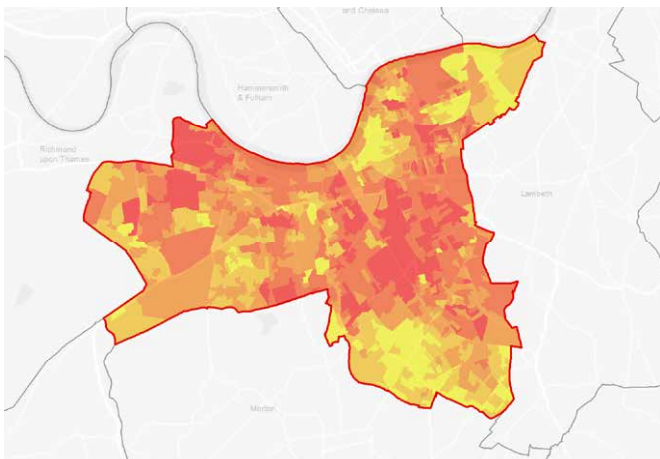 and Chelsea
Hammersmith
& Fulham
Richmond
upon Thames
Lambeth
Merton